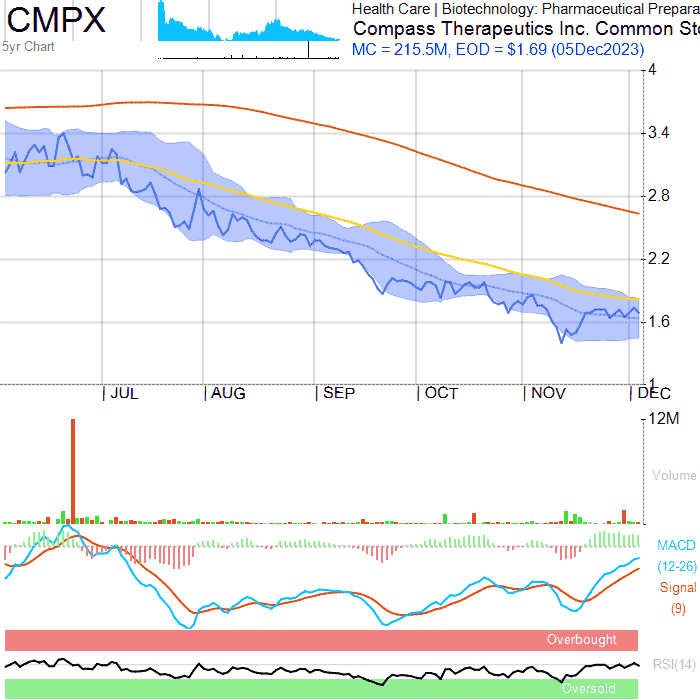 CMPX
5yr Chart
Health Care | Biotechnology: Pharmaceutical Prepara
Compass Therapeutics Inc. Common Sto
MC = 215.5M, EOD = $1.69 (05Dec2023)
4
3.4
2.8
2.2
1.6
1
JUL AUG SEP OCT NOV DEC
12M
Volume
MACD
(12-26)
Signal
(9)
Overbought
RSI(14)
Oversold